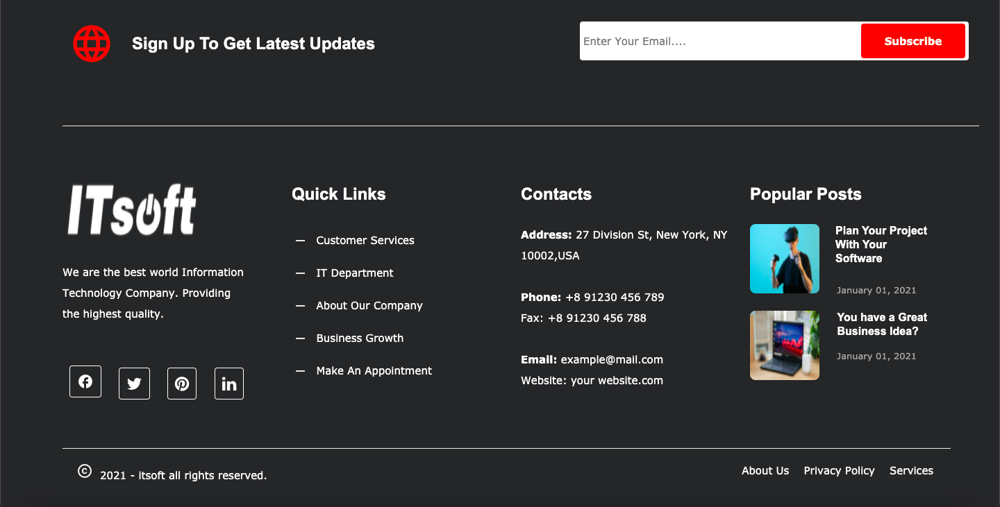 Sign Up To Get Latest Updates
Enter Your Email....
Subscribe
ITsoft
We are the best world Information
Technology Company. Providing
the highest quality.
Quick Links
— Customer Services
— IT Department
— About Our Company
— Business Growth
— Make An Appointment
Contacts
Address: 27 Division St, New York, NY
10002,USA
Phone: +8 91230 456 789
Fax: +8 91230 456 788
Email: example@mail.com
Website: your website.com
Popular Posts
Plan Your Project
With Your
Software
January 01, 2021
You have a Great
Business Idea?
January 01, 2021
© 2021 - itsoft all rights reserved.
About Us Privacy Policy Services